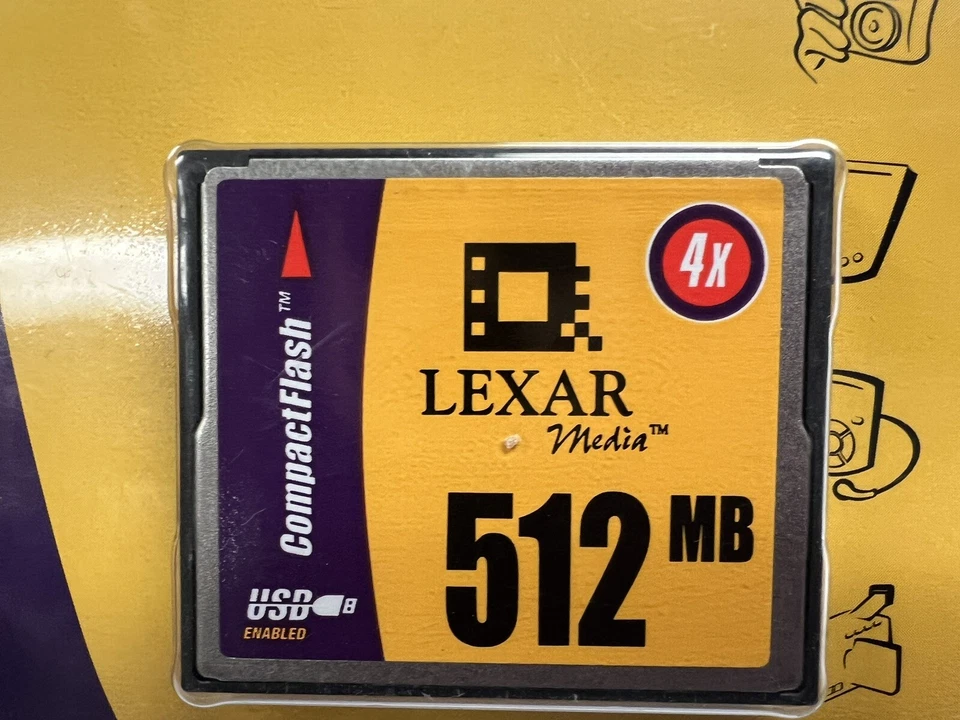 4x
CompactFlash™
LEXAR
Media™
512 MB
USB
ENABLED